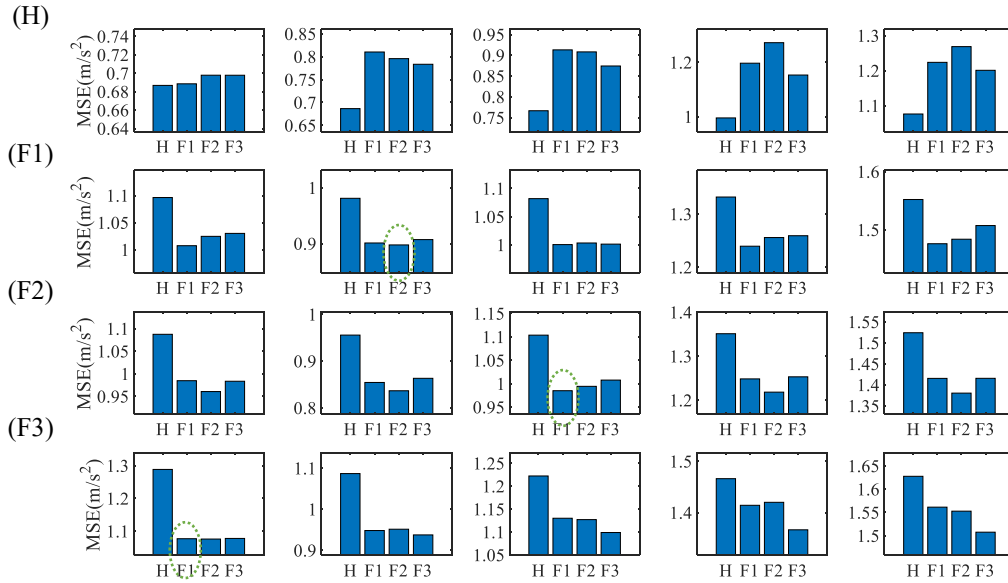 (H)
MSE(m/s²)
0.74
0.72
0.7
0.68
0.66
0.64
H F1 F2 F3
0.8
0.75
0.7
0.65
H F1 F2 F3
0.95
0.9
0.85
0.8
0.75
H F1 F2 F3
1.2
1
H F1 F2 F3
1.3
1.2
1.1
H F1 F2 F3
(F1)
MSE(m/s²)
1.1
1.05
1
H F1 F2 F3
1
0.9
H F1 F2 F3
1.1
1.05
1
H F1 F2 F3
1.3
1.2
H F1 F2 F3
1.6
1.5
H F1 F2 F3
(F2)
MSE(m/s²)
1.1
1.05
1
0.95
H F1 F2 F3
1
0.9
0.8
H F1 F2 F3
1.15
1.1
1.05
1
0.95
H F1 F2 F3
1.4
1.3
1.2
H F1 F2 F3
1.55
1.5
1.45
1.4
1.35
H F1 F2 F3
(F3)
MSE(m/s²)
1.3
1.2
1.1
H F1 F2 F3
1.1
1
0.9
H F1 F2 F3
1.25
1.2
1.15
1.1
1.05
H F1 F2 F3
1.5
1.4
H F1 F2 F3
1.65
1.6
1.55
1.5
H F1 F2 F3